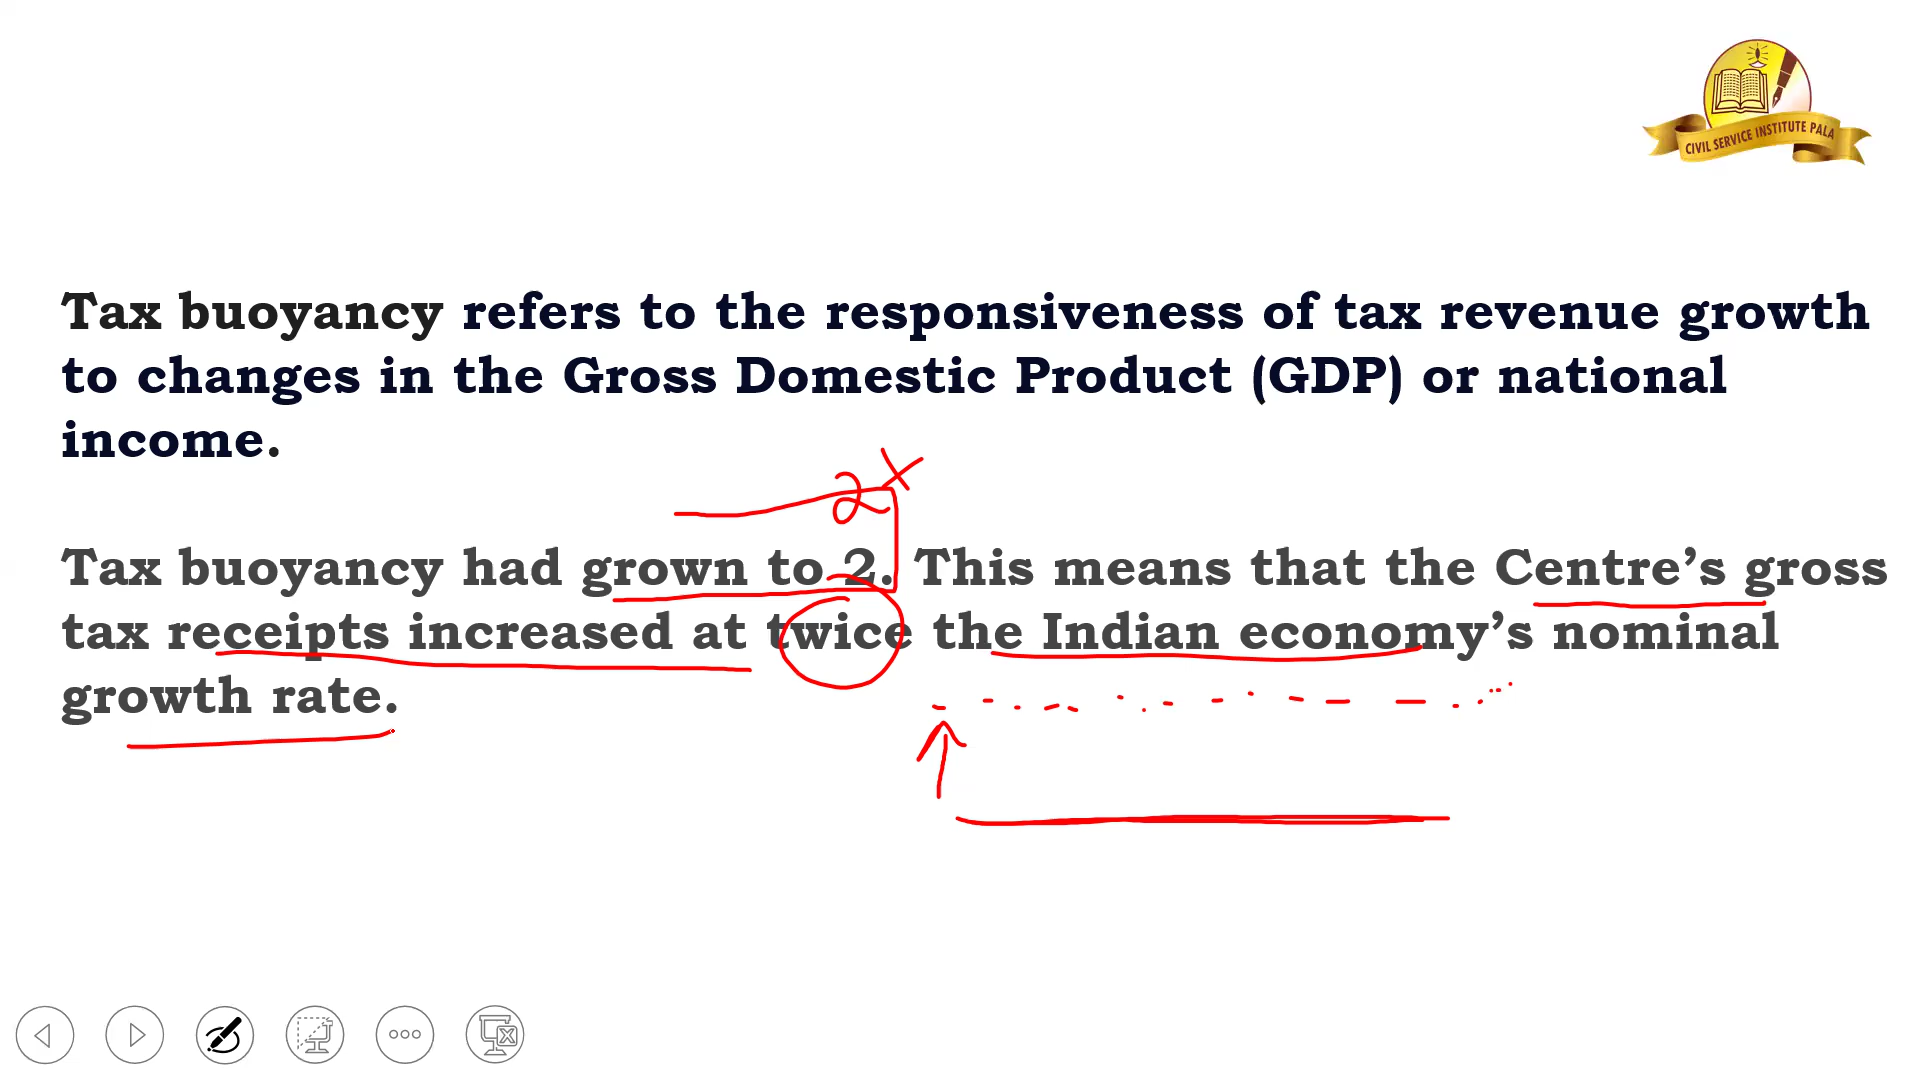 CIVIL SERVICE INSTITUTE PALA
Tax buoyancy refers to the responsiveness of tax revenue growth
to changes in the Gross Domestic Product (GDP) or national
income.
2x
Tax buoyancy had grown to 2. This means that the Centre’s gross
tax receipts increased at twice the Indian economy’s nominal
growth rate.